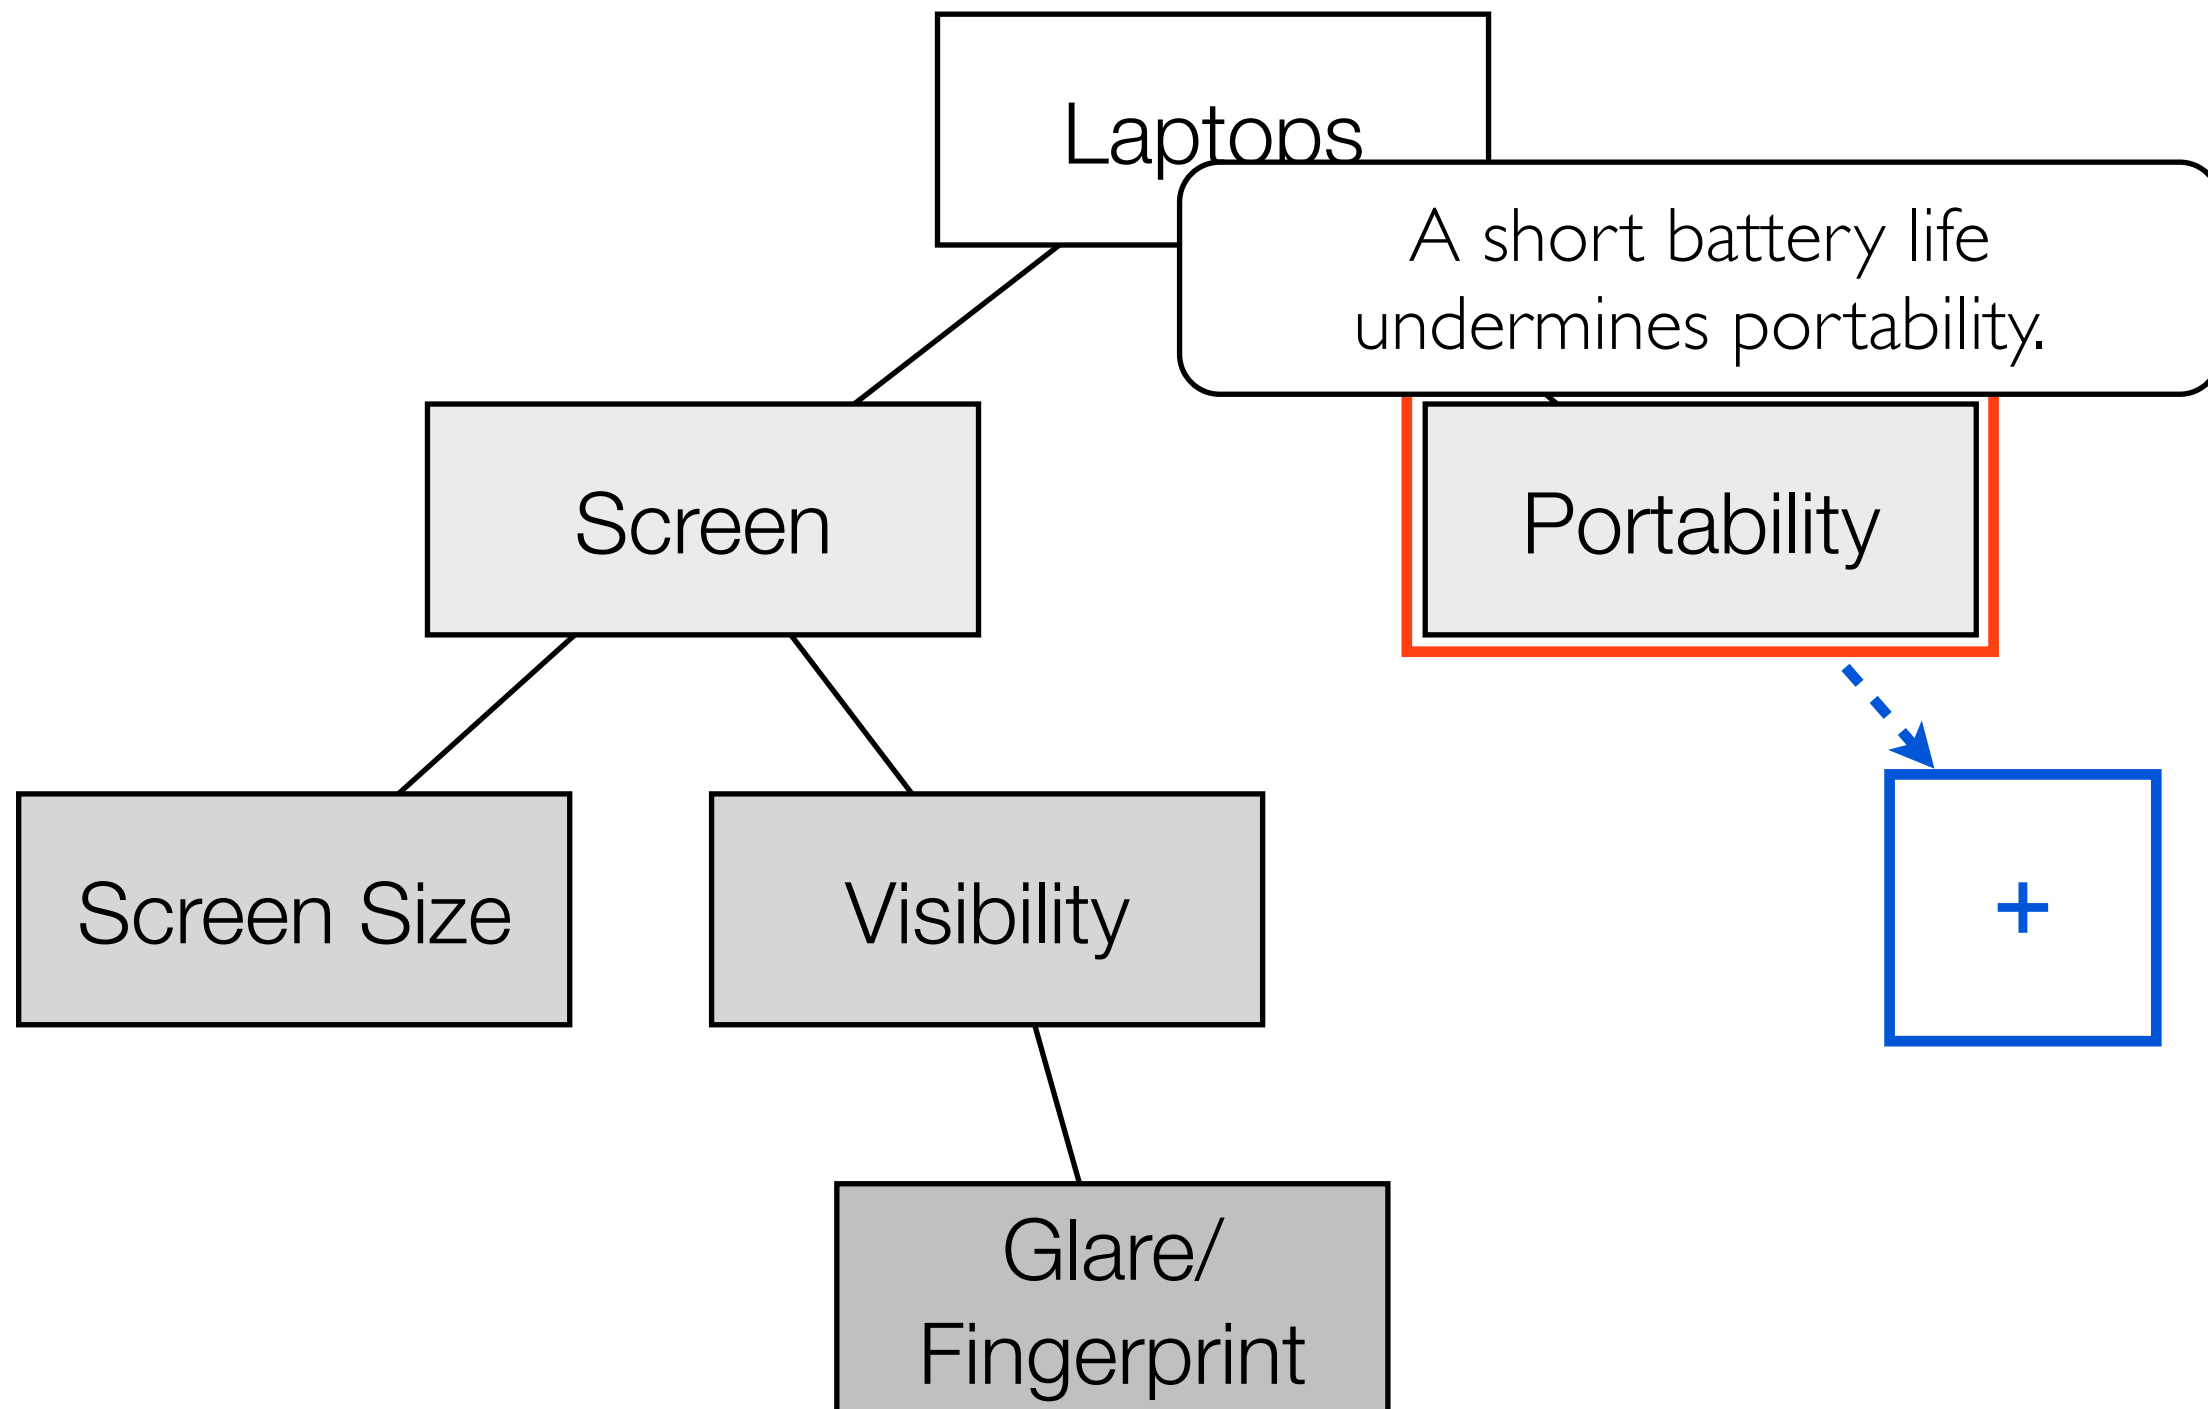 Laptops
A short battery life
undermines portability.
Screen
Portability
Screen Size
Visibility
+
Glare/
Fingerprint